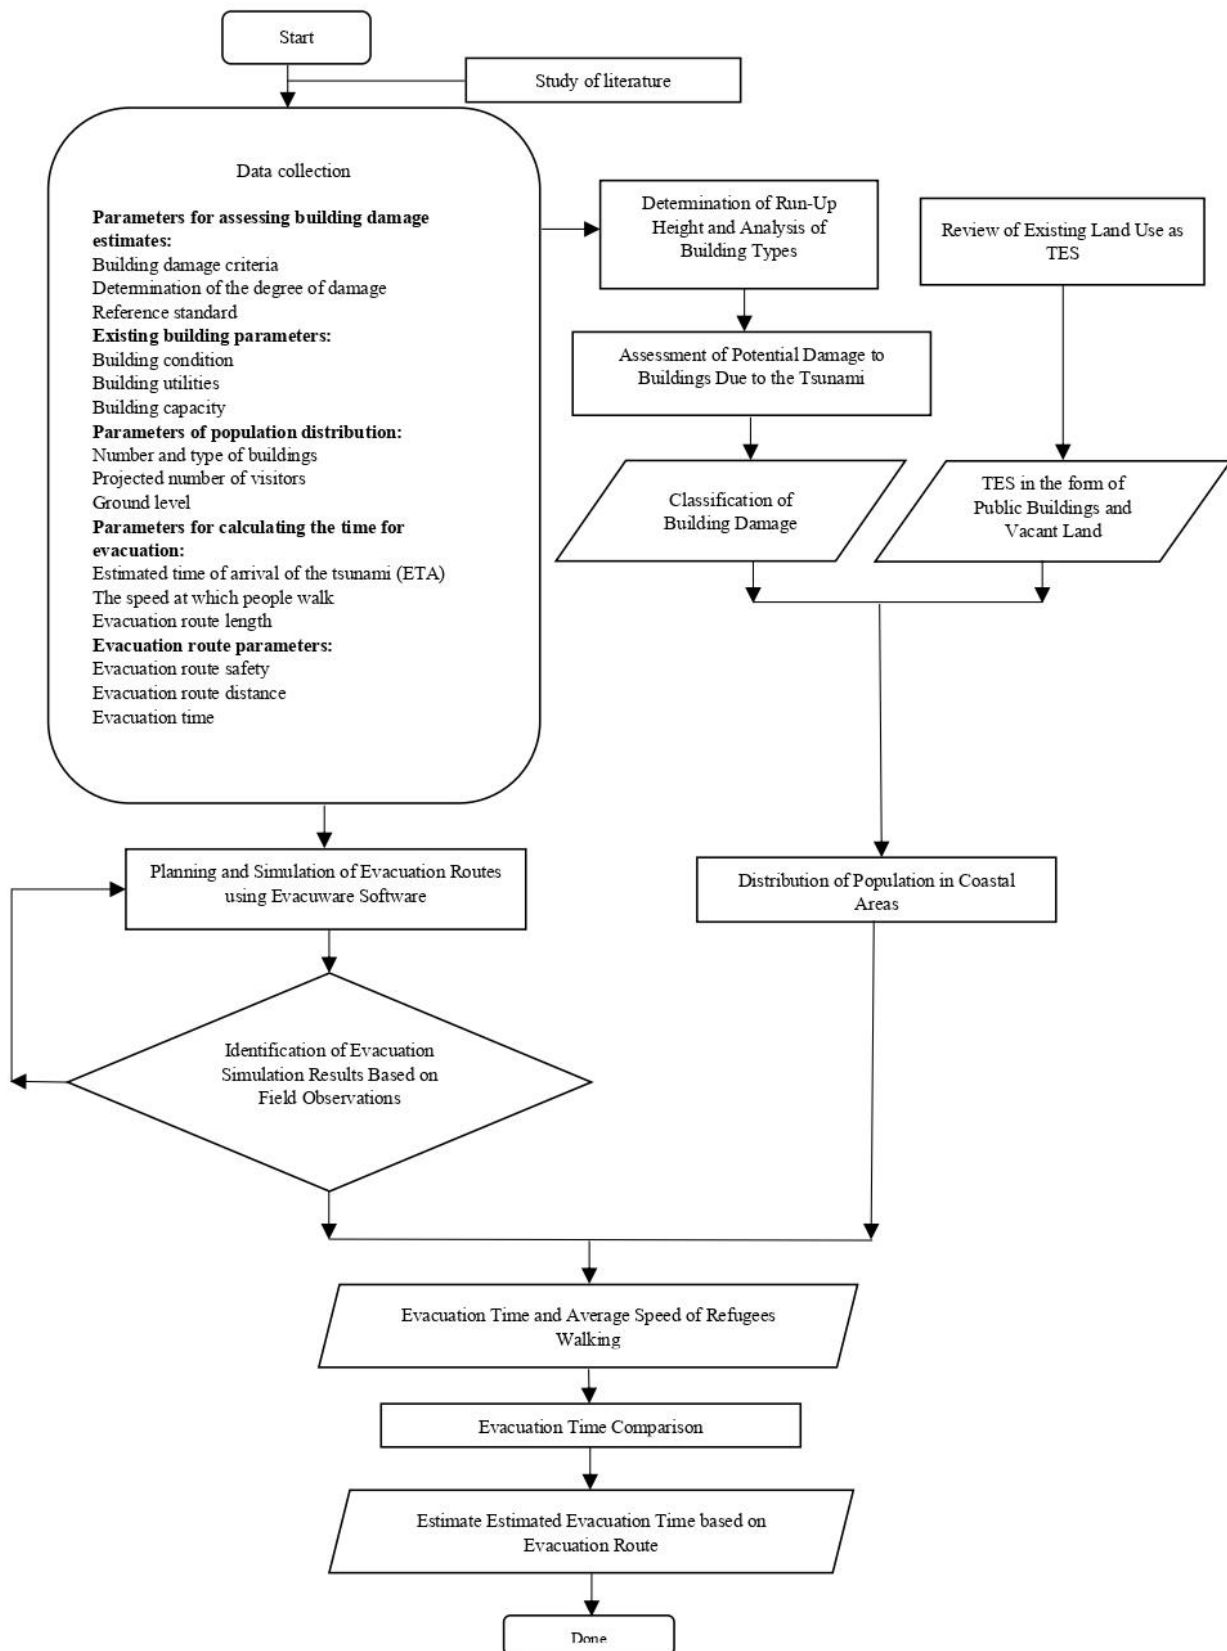 Start
Study of literature
Data collection
Parameters for assessing building damage
estimates:
Building damage criteria
Determination of the degree of damage
Reference standard
Existing building parameters:
Building condition
Building utilities
Building capacity
Parameters of population distribution:
Number and type of buildings
Projected number of visitors
Ground level
Parameters for calculating the time for
evacuation:
Estimated time of arrival of the tsunami (ETA)
The speed at which people walk
Evacuation route length
Evacuation route parameters:
Evacuation route safety
Evacuation route distance
Evacuation time
Determination of Run-Up
Height and Analysis of
Building Types
Review of Existing Land Use as
TES
Assessment of Potential Damage to
Buildings Due to the Tsunami
Classification of
Building Damage
TES in the form of
Public Buildings and
Vacant Land
Planning and Simulation of Evacuation Routes
using Evacuware Software
Distribution of Population in Coastal
Areas
Identification of Evacuation
Simulation Results Based on
Field Observations
Evacuation Time and Average Speed of Refugees
Walking
Evacuation Time Comparison
Estimate Estimated Evacuation Time based on
Evacuation Route
Done